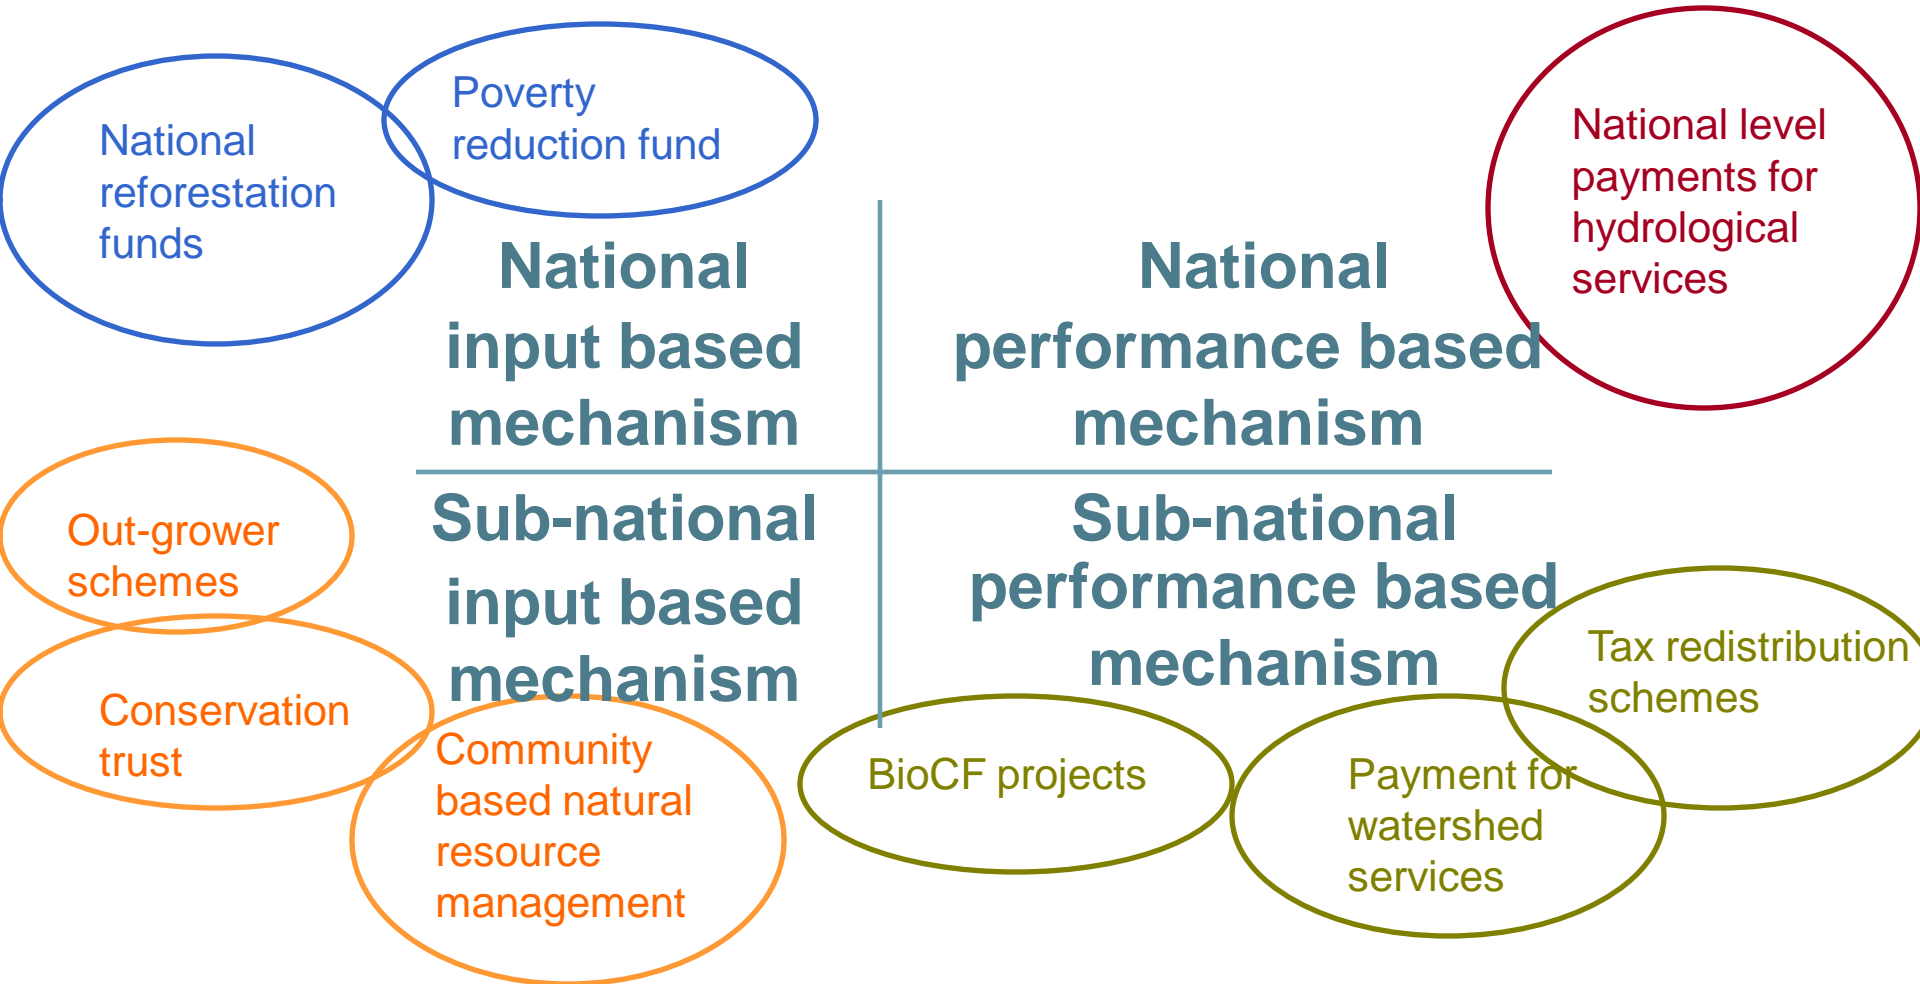 Poverty
reduction fund
National
reforestation
funds
National level
payments for
hydrological
services
National
input based
mechanism
National
performance based
mechanism
Out-grower
schemes
Conservation
trust
Sub-national
input based
mechanism
Sub-national
performance based
mechanism
Community
based natural
resource
management
BioCF projects
Payment for
watershed
services
Tax redistribution
schemes